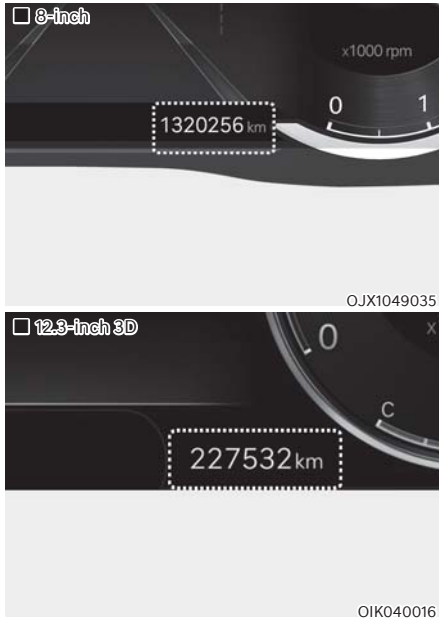 8-inch
x1000 rpm
0 1
1320256 km
OJX1049035
12.3-inch 3D
0
X
C
227532km
OIK040016